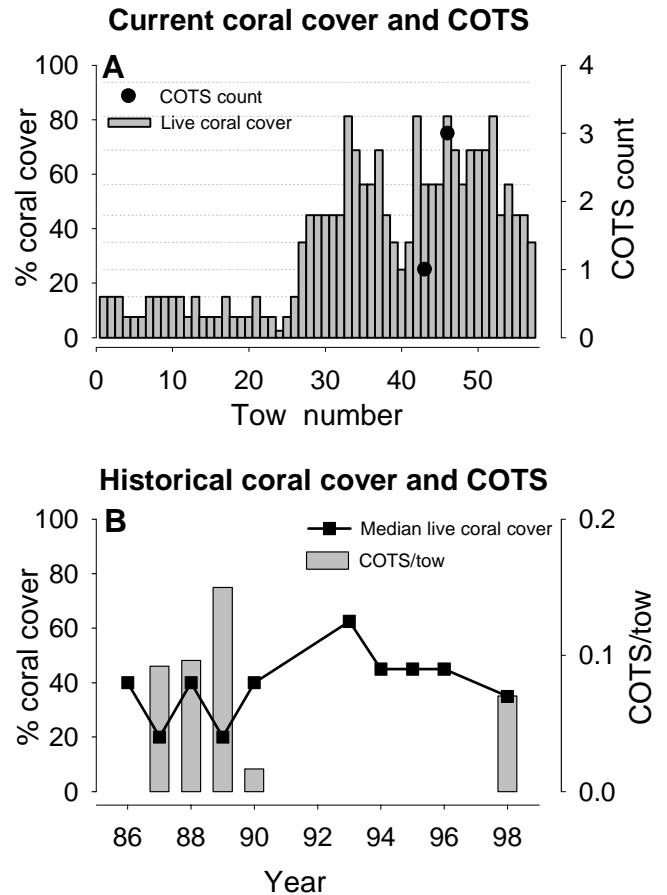 Current coral cover and COTS
A
COTS count
Live coral cover
% coral cover
100
80
60
40
20
0
COTS count
4
3
2
1
0
0 10 20 30 40 50
Tow number
Historical coral cover and COTS
B
Median live coral cover
COTS/tow
% coral cover
100
80
60
40
20
0
COTS/tow
0.2
0.1
0.0
86 88 90 92 94 96 98
Year